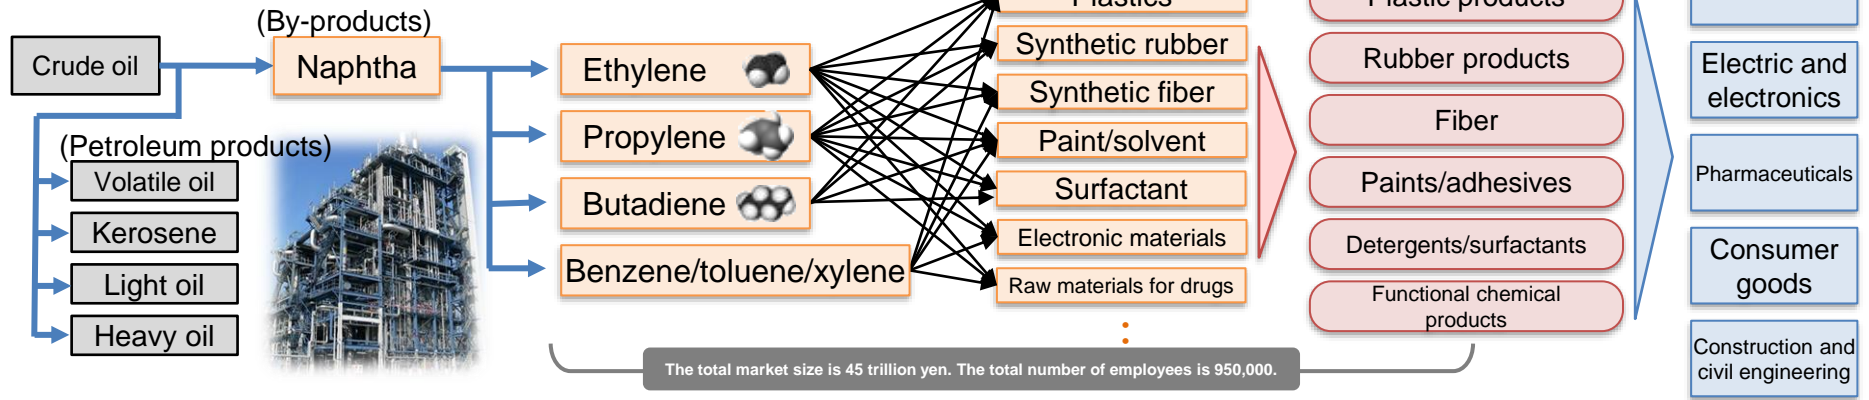 (By-products)
Crude oil
Naphtha
(Petroleum products)
Volatile oil
Kerosene
Light oil
Heavy oil
Ethylene
Propylene
Butadiene
Benzene/toluene/xylene
Plastics
Synthetic rubber
Synthetic fiber
Paint/solvent
Surfactant
Electronic materials
Raw materials for drugs
Plastic products
Rubber products
Fiber
Paints/adhesives
Detergents/surfactants
Functional chemical
products
Electric and
electronics
Pharmaceuticals
Consumer
goods
Construction and
civil engineering
The total market size is 45 trillion yen. The total number of employees is 950,000.